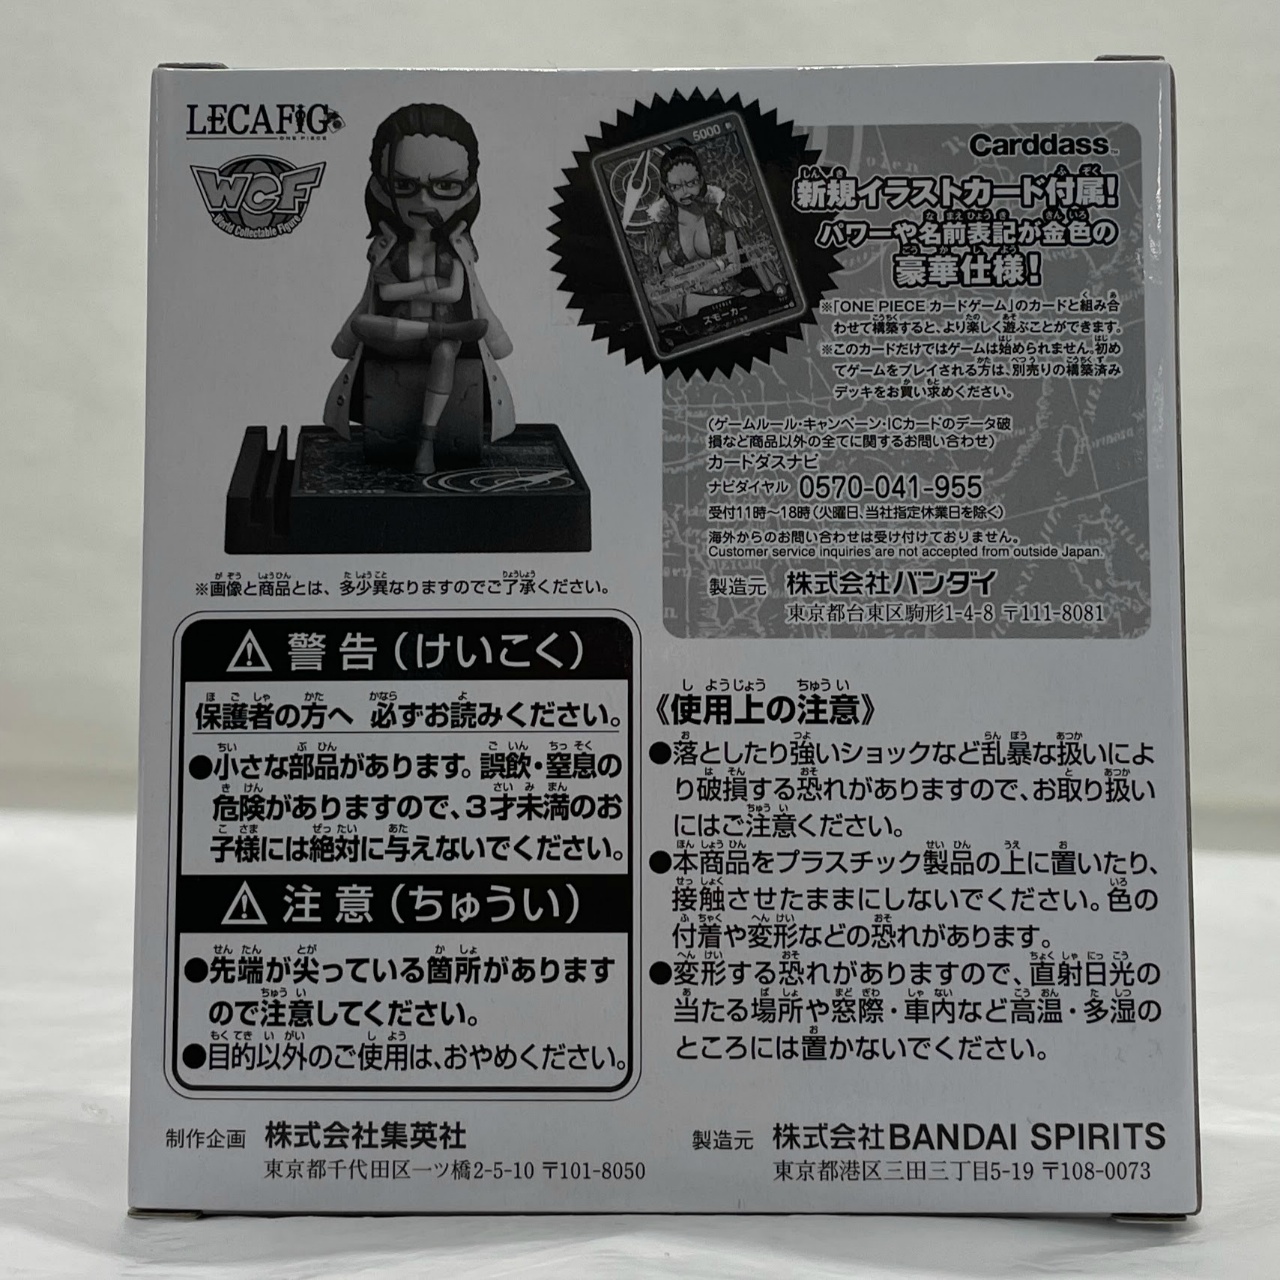 LECAFIG
ONE PIECE
WCF
World Collectable Figure
5000
スモーカー
5000
※画像と商品とは、多少異なりますのでご了承ください。
Carddass™
新規イラストカード付属!
パワーや名前表記が金色の
豪華仕様!
※「ONE PIECE カードゲーム」のカードと組み合
わせて構築すると、より楽しく遊ぶことができます。
※このカードだけではゲームは始められません。初め
てゲームをプレイされる方は、別売りの構築済み
デッキをお買い求めください。
(ゲームルール・キャンペーン・ICカードのデータ破
損など商品以外の全てに関するお問い合わせ)
カードダスナビ
ナビダイヤル 0570-041-955
受付11時〜18時(火曜日、当社指定休業日を除く)
海外からのお問い合わせは受け付けておりません。
Customer service inquiries are not accepted from outside Japan.
製造元 株式会社バンダイ
東京都台東区駒形1-4-8 〒111-8081
警告(けいこく)
保護者の方へ 必ずお読みください。
●小さな部品があります。誤飲・窒息の
危険がありますので、3才未満のお
子様には絶対に与えないでください。
注意(ちゅうい)
●先端が尖っている箇所があります
ので注意してください。
●目的以外のご使用は、おやめください。
《使用上の注意》
●落としたり強いショックなど乱暴な扱いによ
り破損する恐れがありますので、お取り扱い
にはご注意ください。
●本商品をプラスチック製品の上に置いたり、
接触させたままにしないでください。色の
付着や変形などの恐れがあります。
●変形する恐れがありますので、直射日光の
当たる場所や窓際・車内など高温・多湿の
ところには置かないでください。
制作企画 株式会社集英社
東京都千代田区一ツ橋2-5-10 〒101-8050
製造元 株式会社BANDAI SPIRITS
東京都港区三田三丁目5-19 〒108-0073